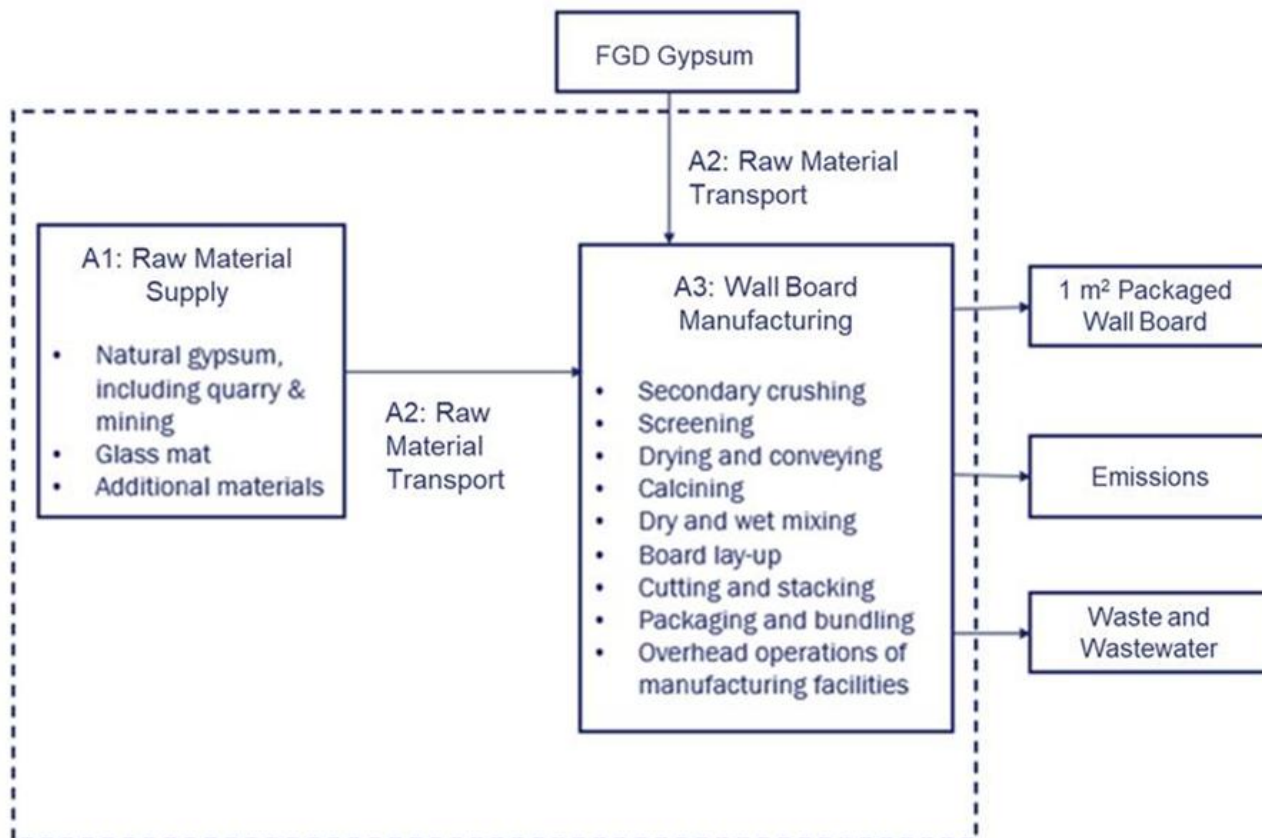 FGD Gypsum
A2: Raw Material
Transport
A1: Raw Material
Supply
• Natural gypsum,
including quarry &
mining
• Glass mat
• Additional materials
A2: Raw
Material
Transport
A3: Wall Board
Manufacturing
• Secondary crushing
• Screening
• Drying and conveying
• Calcining
• Dry and wet mixing
• Board lay-up
• Cutting and stacking
• Packaging and bundling
• Overhead operations of
manufacturing facilities
1 m² Packaged
Wall Board
Emissions
Waste and
Wastewater